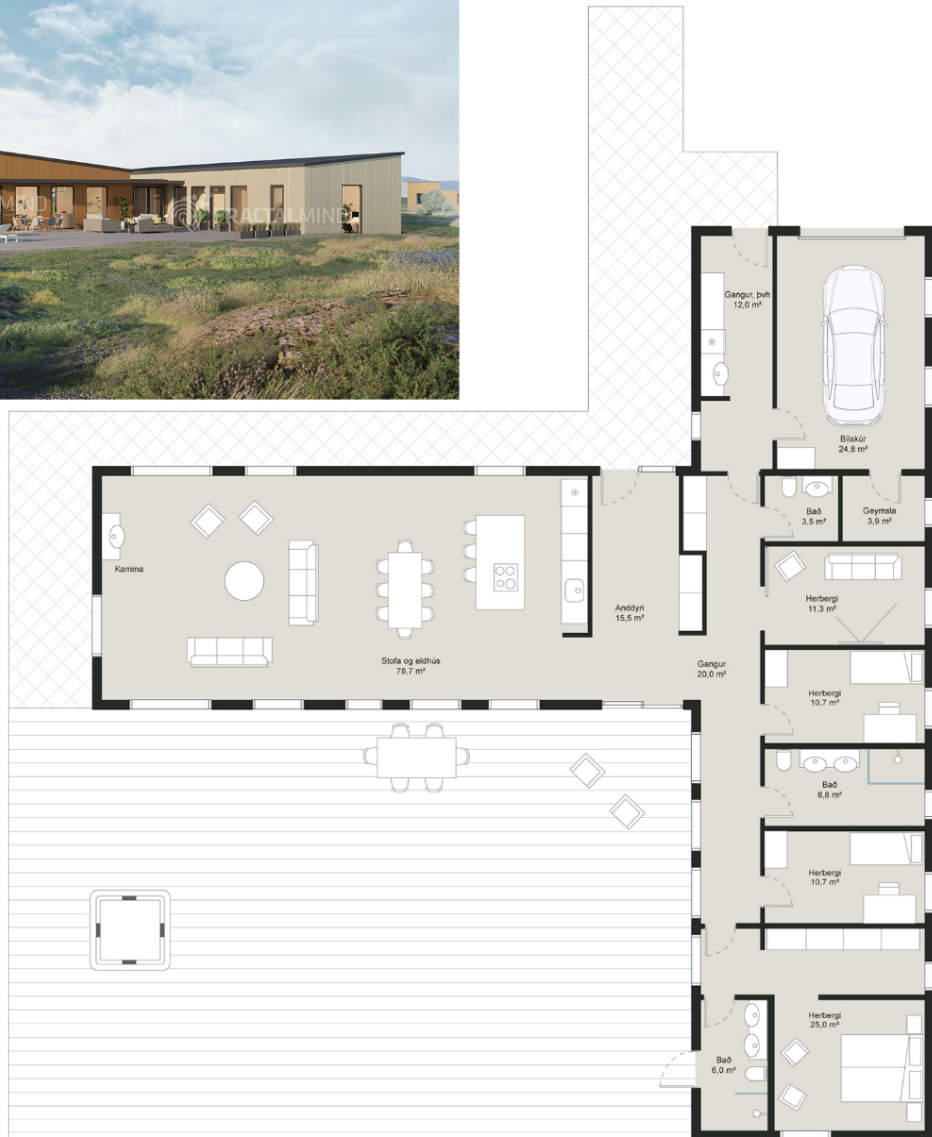 MIND
FRACTALMIND
Gangur, þvh
12,0 m²
Bílskúr
24,8 m²
Bað
3,5 m²
Geymsla
3,9 m²
Kamína
Herbergi
11,3 m²
Anddyri
15,5 m²
Stofa og eldhús
78,7 m²
Gangur
20,0 m²
Herbergi
10,7 m²
Bað
8,8 m²
Herbergi
10,7 m²
Herbergi
25,0 m²
Bað
6,0 m²